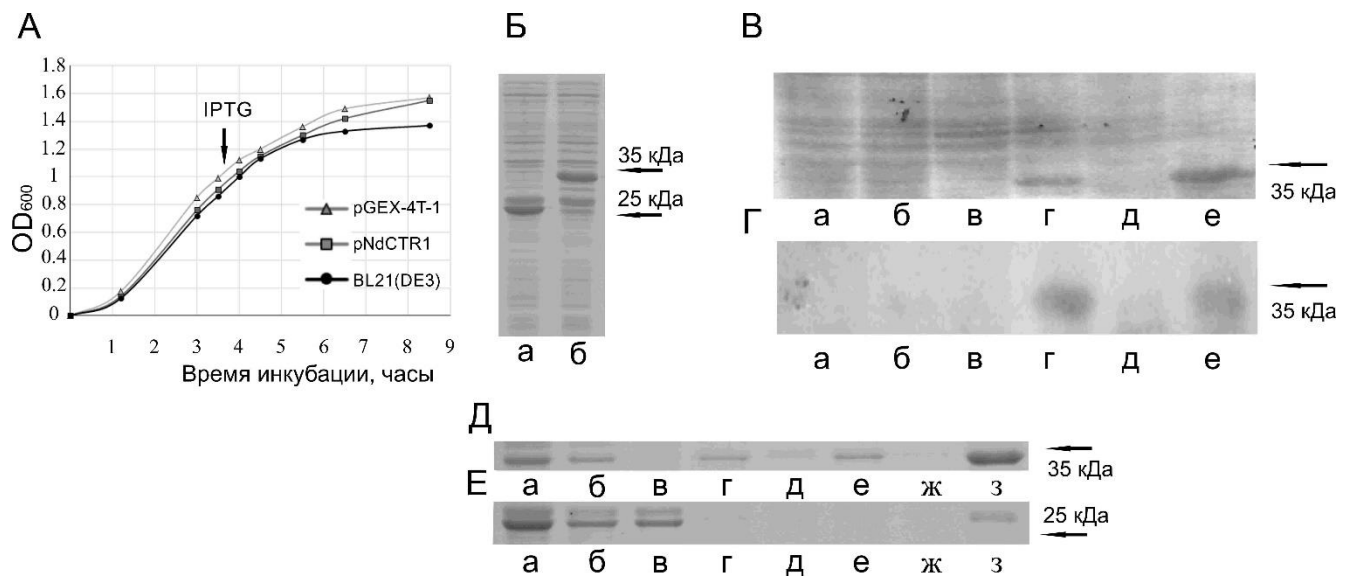 А
1.8
1.6
1.4
1.2
1
0.8
0.6
0.4
0.2
0
OD600
IPTG
pGEX-4T-1
pNdCTR1
BL21(DE3)
1 2 3 4 5 6 7 8 9
Время инкубации, часы
Б
35 кДа
25 кДа
а б
В
35 кДа
а б в г д е
Г
35 кДа
а б в г д е
Д
35 кДа
а б в г д е ж з
Е
25 кДа
а б в г д е ж з